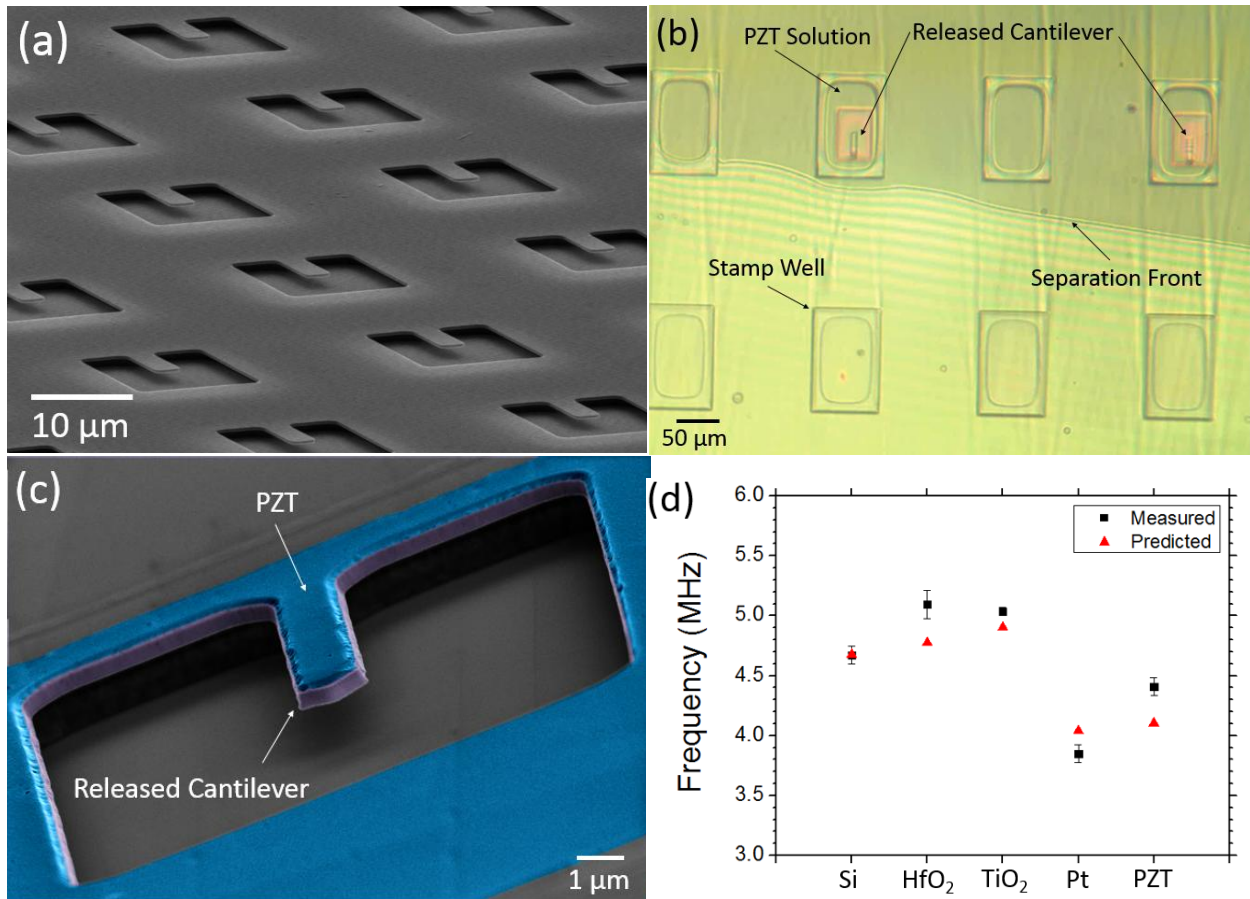 (a)
10 μm
(b)
PZT Solution
Released Cantilever
Stamp Well
Separation Front
50 μm
(c)
PZT
Released Cantilever
1 μm
(d)
Measured
Predicted
Frequency (MHz)
6.0
5.5
5.0
4.5
4.0
3.5
3.0
Si HfO₂ TiO₂ Pt PZT